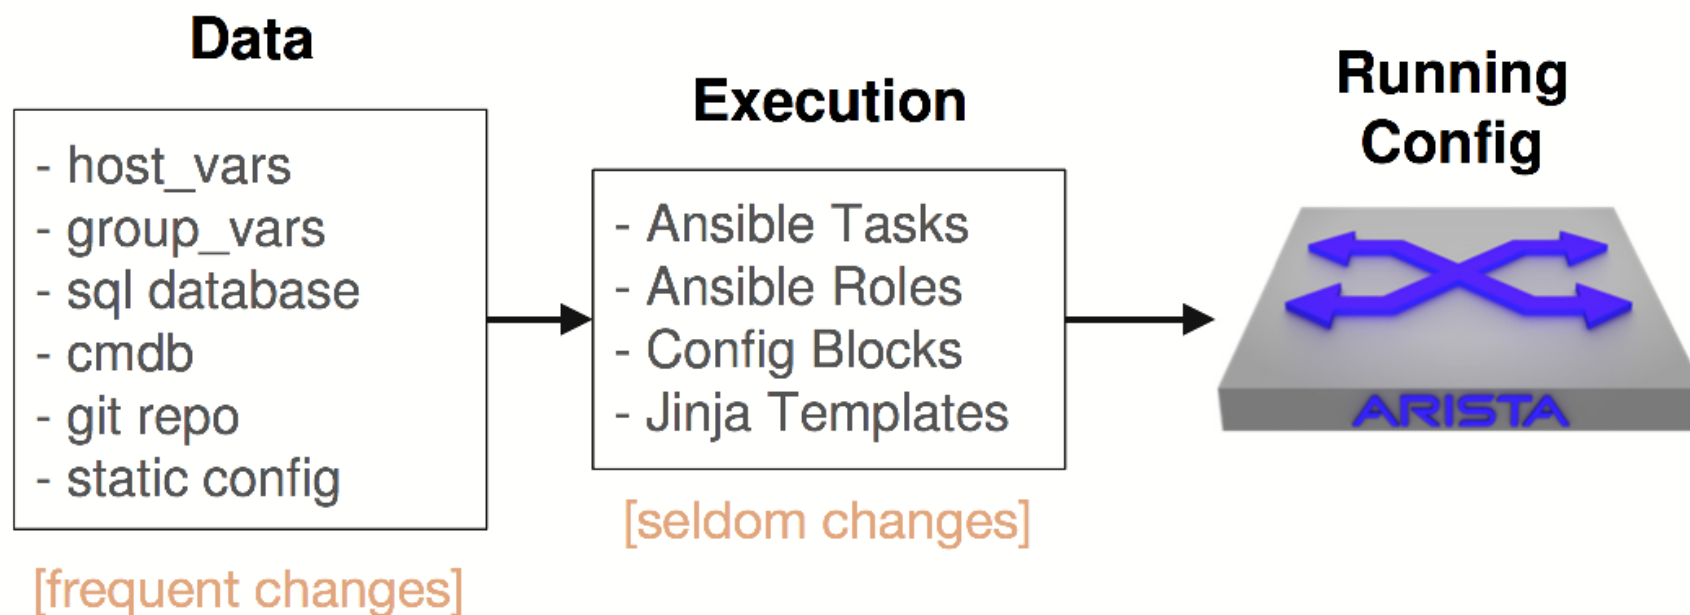 Data
- host_vars
- group_vars
- sql database
- cmdb
- git repo
- static config
[frequent changes]
Execution
- Ansible Tasks
- Ansible Roles
- Config Blocks
- Jinja Templates
[seldom changes]
Running
Config
ARISTA